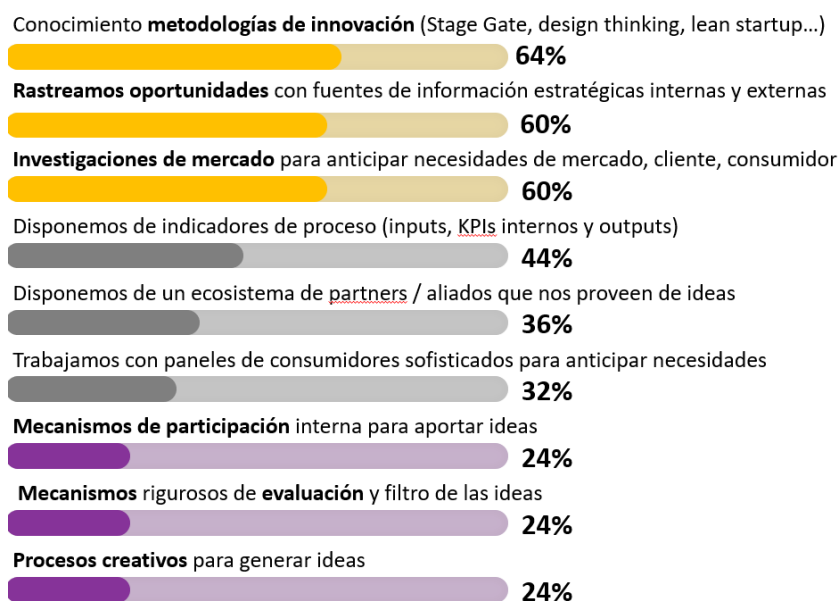 Conocimiento metodologías de innovación (Stage Gate, design thinking, lean startup...)
64%
Rastreamos oportunidades con fuentes de información estratégicas internas y externas
60%
Investigaciones de mercado para anticipar necesidades de mercado, cliente, consumidor
60%
Disponemos de indicadores de proceso (inputs, KPIs internos y outputs)
44%
Disponemos de un ecosistema de partners / aliados que nos proveen de ideas
36%
Trabajamos con paneles de consumidores sofisticados para anticipar necesidades
32%
Mecanismos de participación interna para aportar ideas
24%
Mecanismos rigurosos de evaluación y filtro de las ideas
24%
Procesos creativos para generar ideas
24%